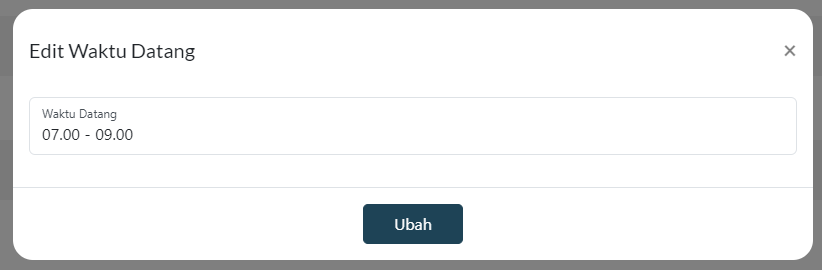 Edit Waktu Datang
×
Waktu Datang
07.00 - 09.00
Ubah